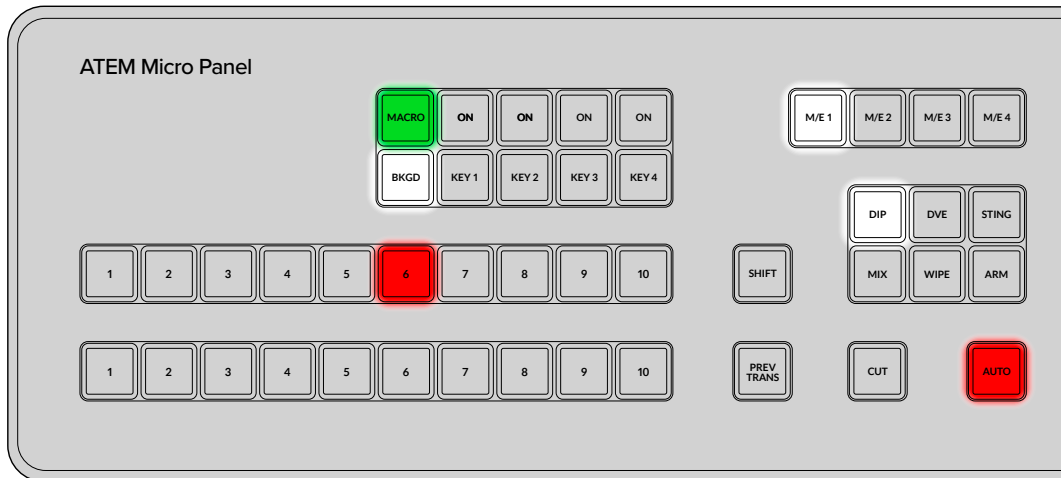 ATEM Micro Panel
MACRO ON ON ON ON
BKGD KEY 1 KEY 2 KEY 3 KEY 4
M/E 1 M/E 2 M/E 3 M/E 4
DIP DVE STING
MIX WIPE ARM
1 2 3 4 5 6 7 8 9 10
SHIFT
1 2 3 4 5 6 7 8 9 10
PREV
TRANS
CUT
AUTO